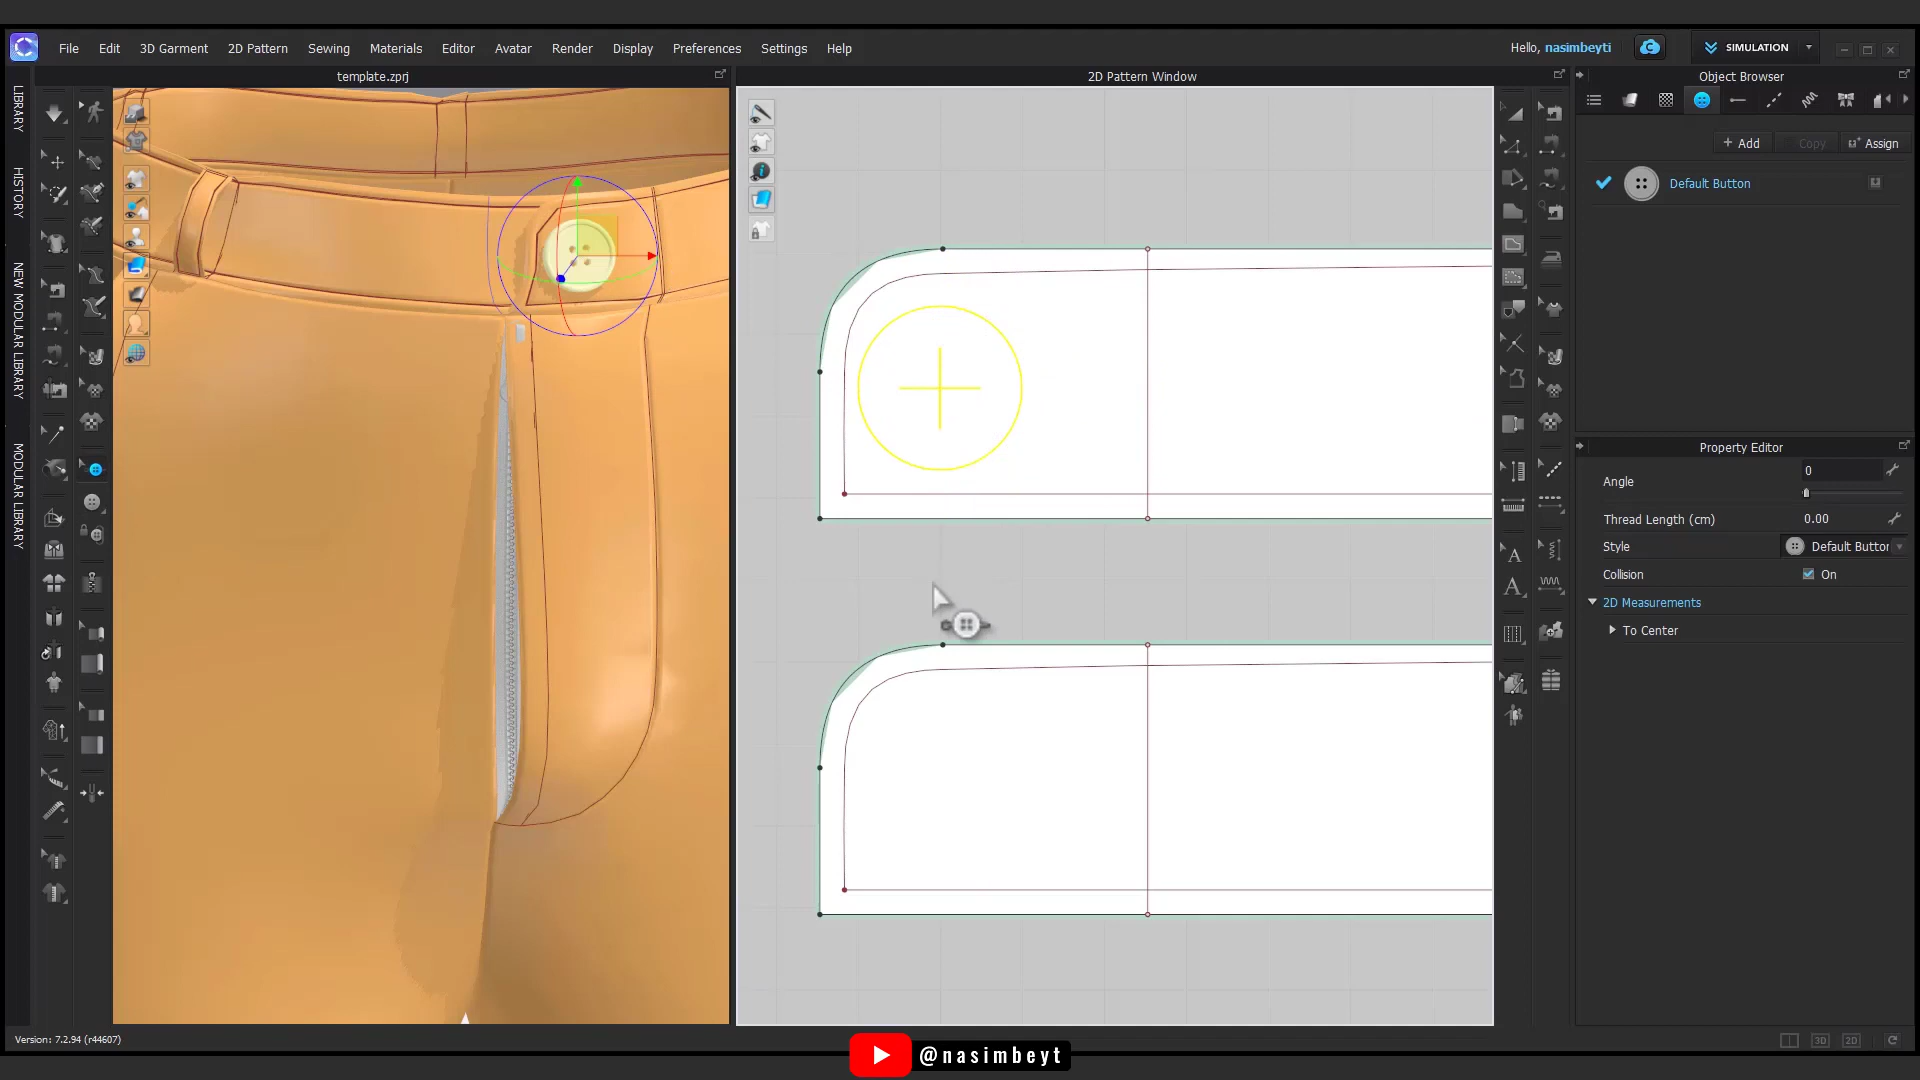 File Edit 3D Garment 2D Pattern Sewing Materials Editor Avatar Render Display Preferences Settings Help
Hello, nasimbeyti
SIMULATION
template.zprj
2D Pattern Window
Object Browser
LIBRARY
HISTORY
NEW MODULAR LIBRARY
MODULAR LIBRARY
+ Add Copy Assign
Default Button
Property Editor
Angle 0
Thread Length (cm) 0.00
Style Default Button
Collision On
2D Measurements
To Center
Version: 7.2.94 (r44607)
3D 2D
@nasimbeyt